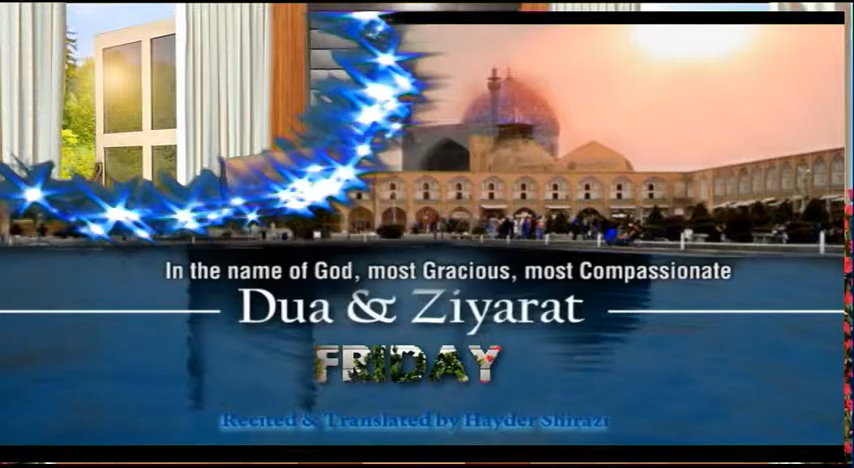 In the name of God, most Gracious, most Compassionate
Dua & Ziyarat
FRIDAY
Recited & Translated by Hayder Shirazi